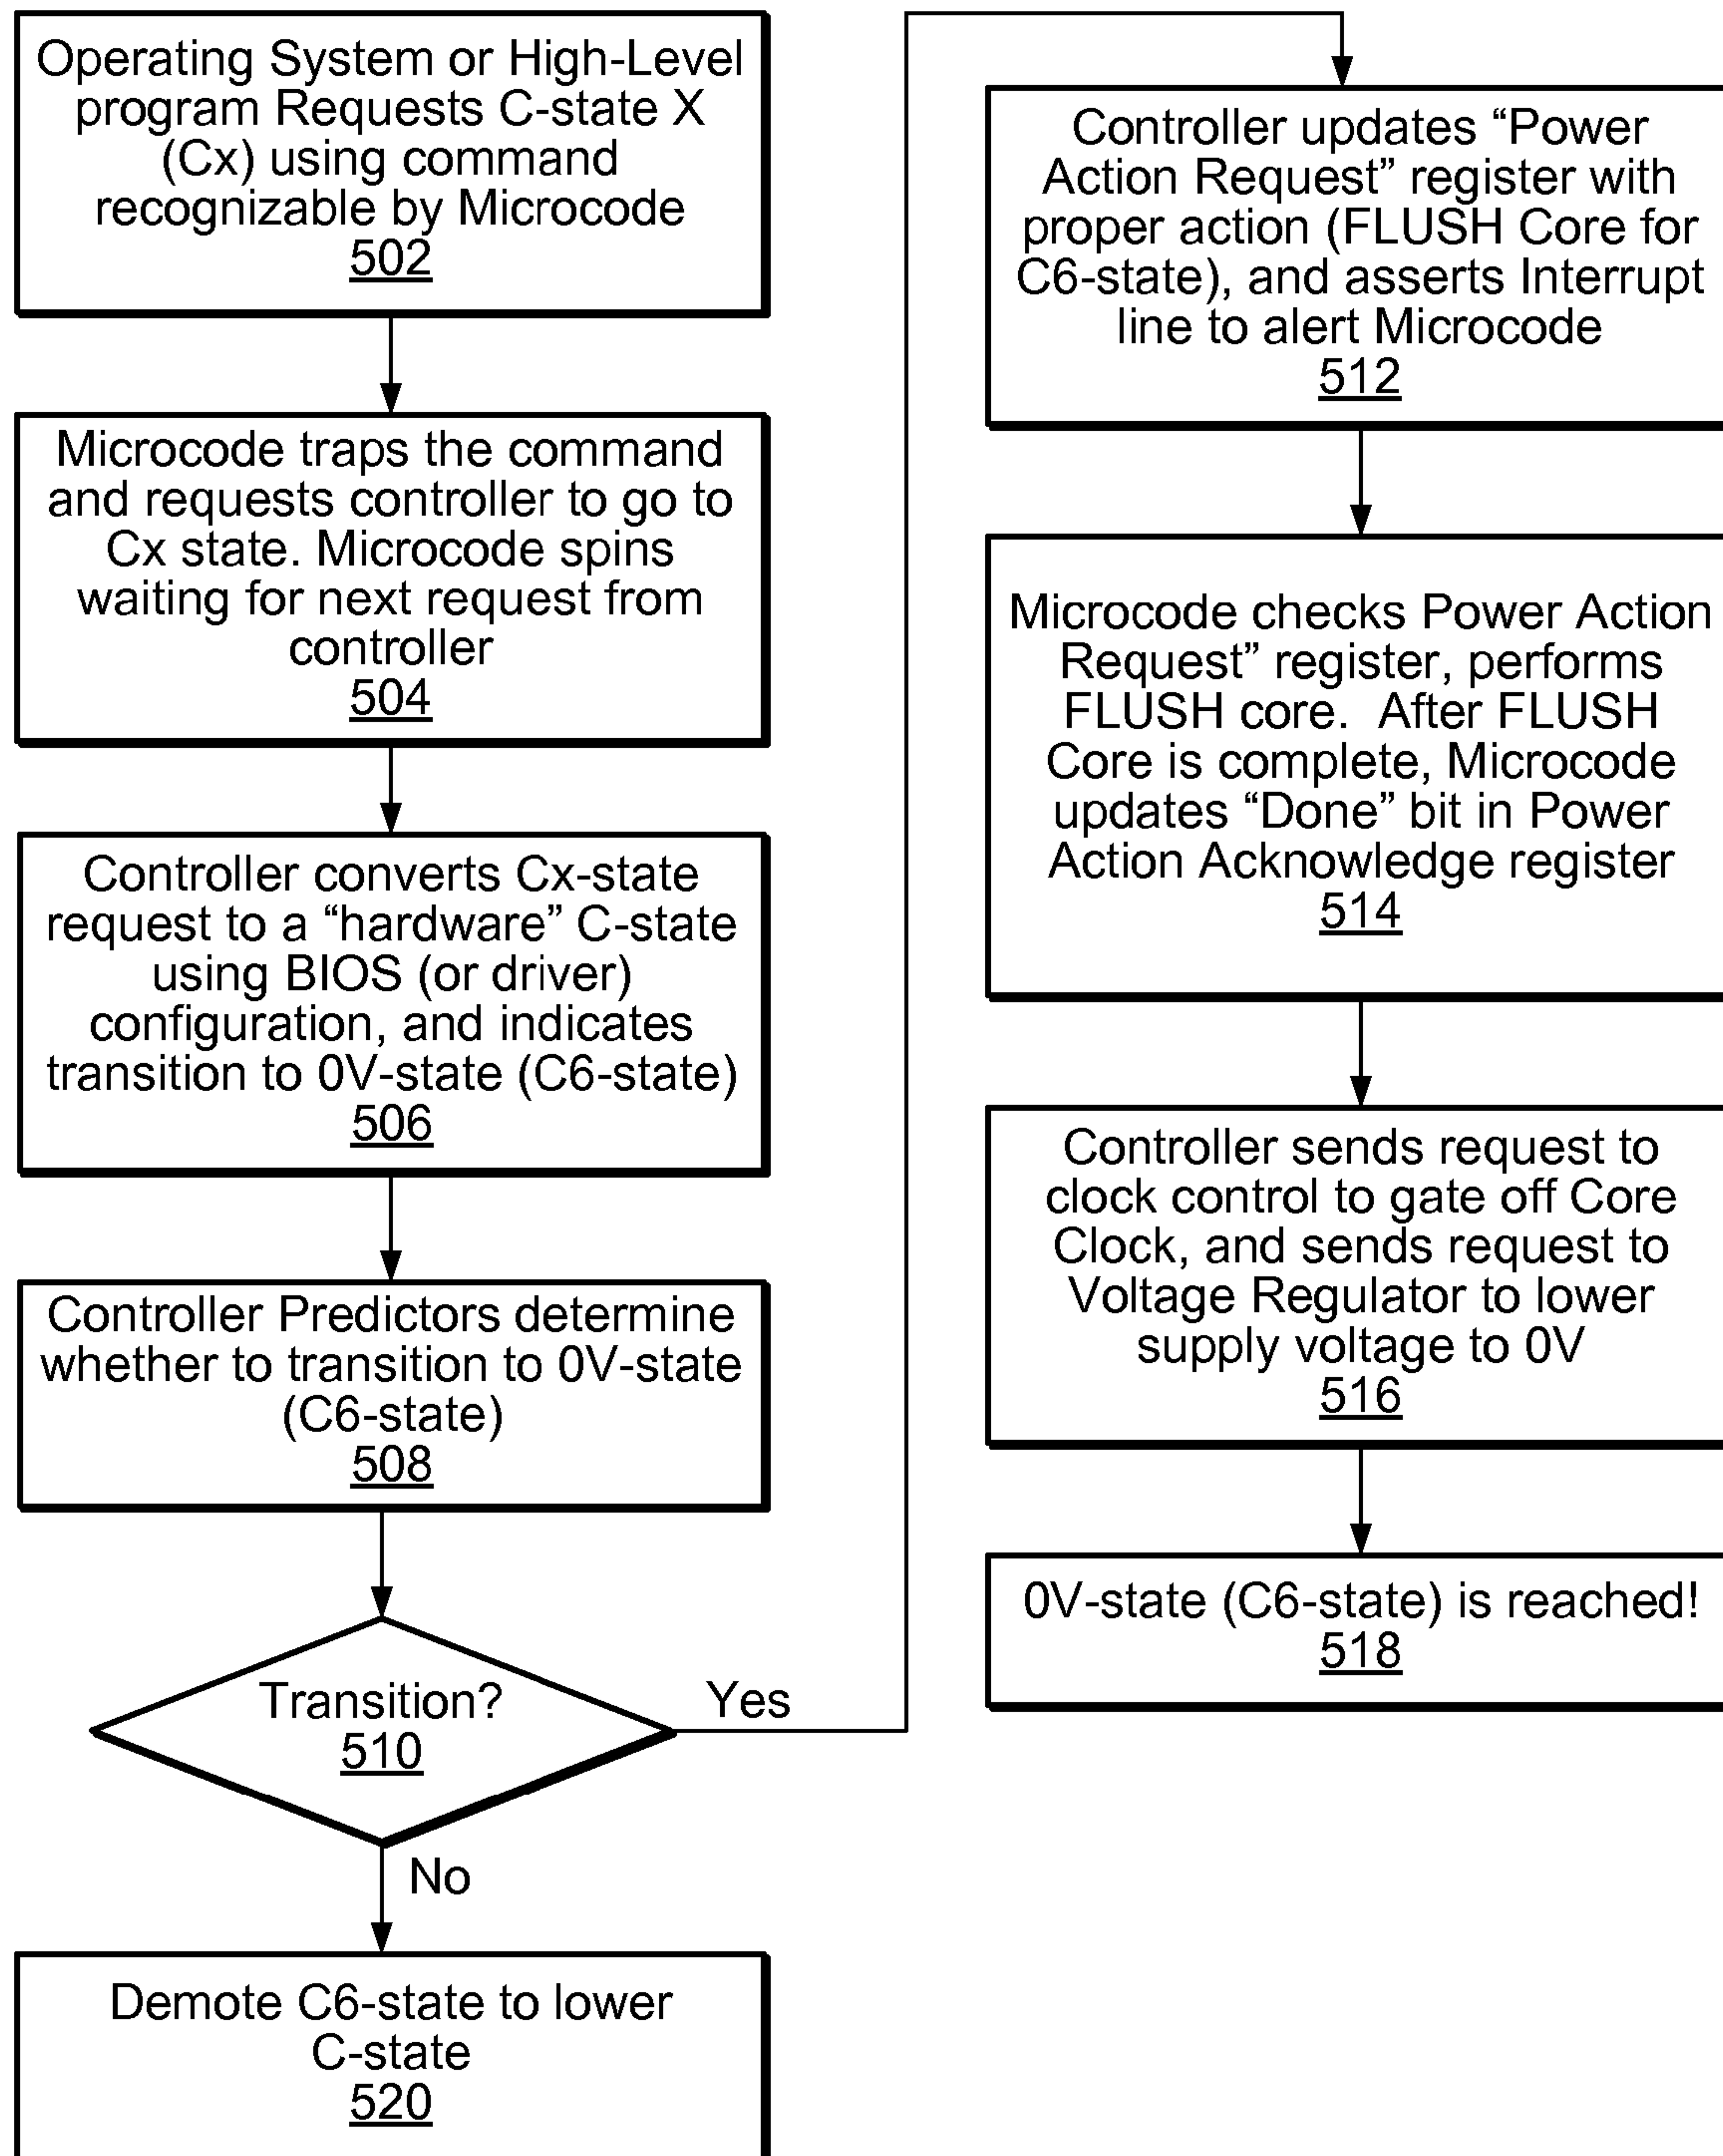 Operating System or High-Level
program Requests C-state X
(Cx) using command
recognizable by Microcode
502
Microcode traps the command
and requests controller to go to
Cx state. Microcode spins
waiting for next request from
controller
504
Controller converts Cx-state
request to a “hardware” C-state
using BIOS (or driver)
configuration, and indicates
transition to 0V-state (C6-state)
506
Controller Predictors determine
whether to transition to 0V-state
(C6-state)
508
Transition?
510
Yes
No
Demote C6-state to lower
C-state
520
Controller updates “Power
Action Request” register with
proper action (FLUSH Core for
C6-state), and asserts Interrupt
line to alert Microcode
512
Microcode checks Power Action
Request” register, performs
FLUSH core.  After FLUSH
Core is complete, Microcode
updates “Done” bit in Power
Action Acknowledge register
514
Controller sends request to
clock control to gate off Core
Clock, and sends request to
Voltage Regulator to lower
supply voltage to 0V
516
0V-state (C6-state) is reached!
518